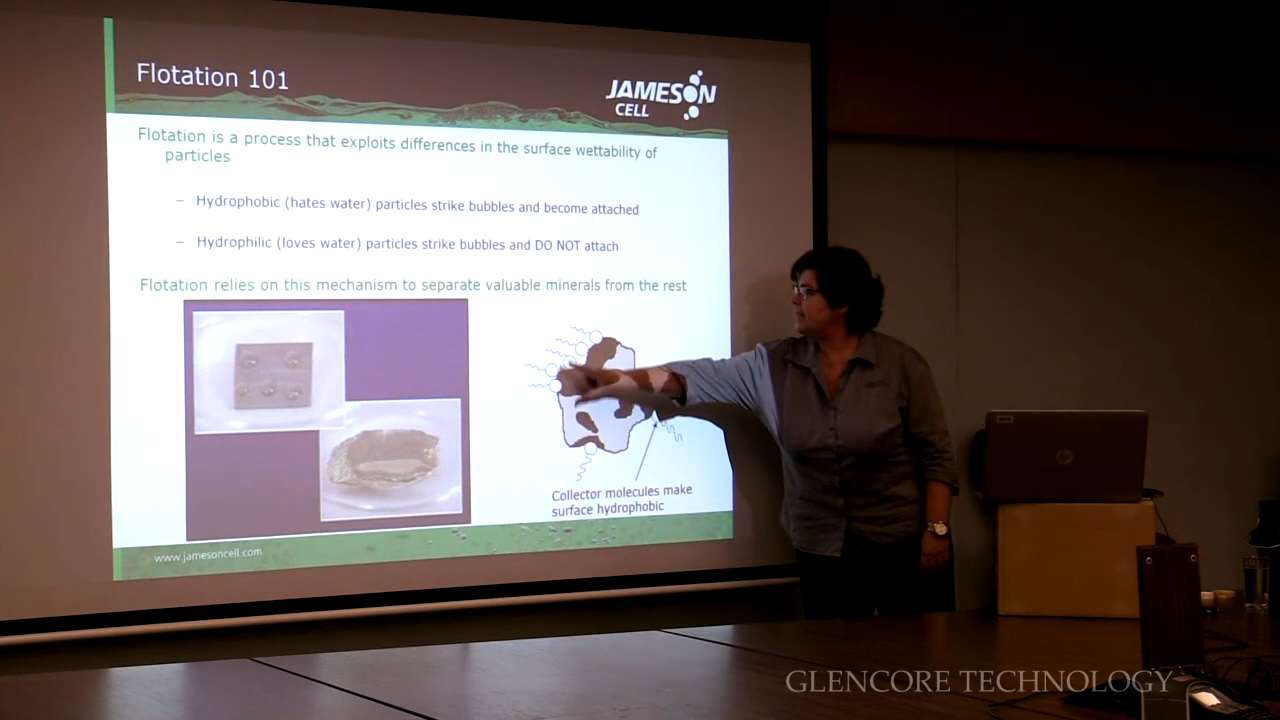 Flotation 101
JAMESON
CELL
Flotation is a process that exploits differences in the surface wettability of
particles
– Hydrophobic (hates water) particles strike bubbles and become attached
– Hydrophilic (loves water) particles strike bubbles and DO NOT attach
Flotation relies on this mechanism to separate valuable minerals from the rest
Collector molecules make
surface hydrophobic
www.jamesoncell.com
hp
GLENCORE TECHNOLOGY